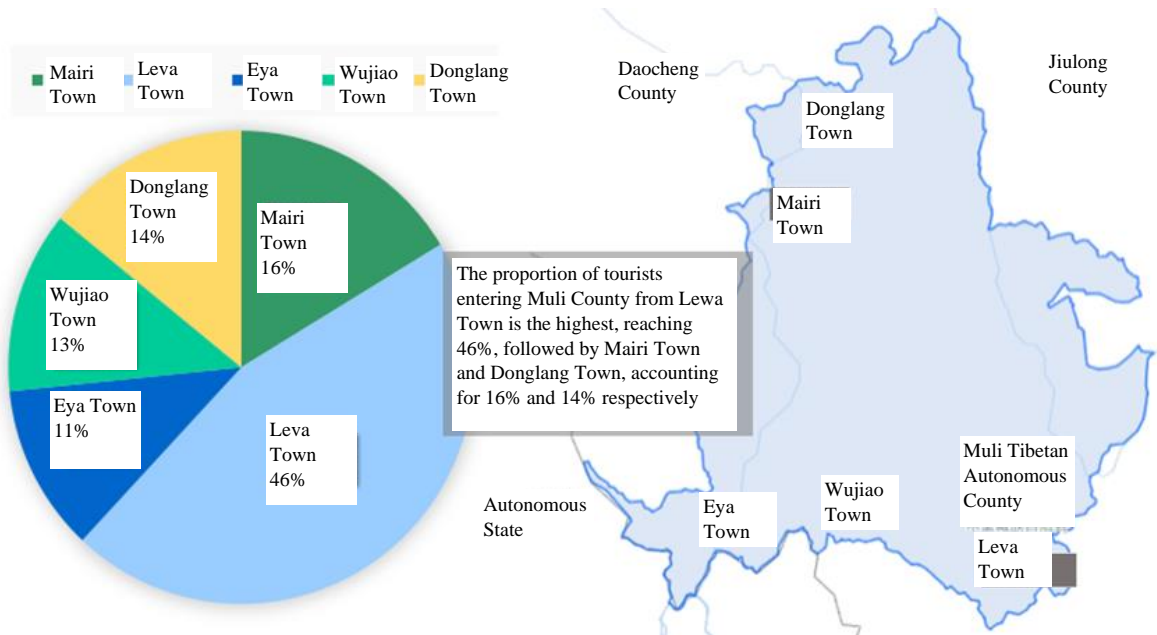 Mairi
Town
Leva
Town
Eya
Town
Wujiao
Town
Donglang
Town
Donglang
Town
14%
Mairi
Town
16%
Wujiao
Town
13%
Eya Town
11%
Leva
Town
46%
The proportion of tourists
entering Muli County from Lewa
Town is the highest, reaching
46%, followed by Mairi Town
and Donglang Town, accounting
for 16% and 14% respectively
Daocheng
County
Jiulong
County
Donglang
Town
Mairi
Town
Autonomous
State
Eya
Town
Wujiao
Town
Muli Tibetan
Autonomous
County
Leva
Town